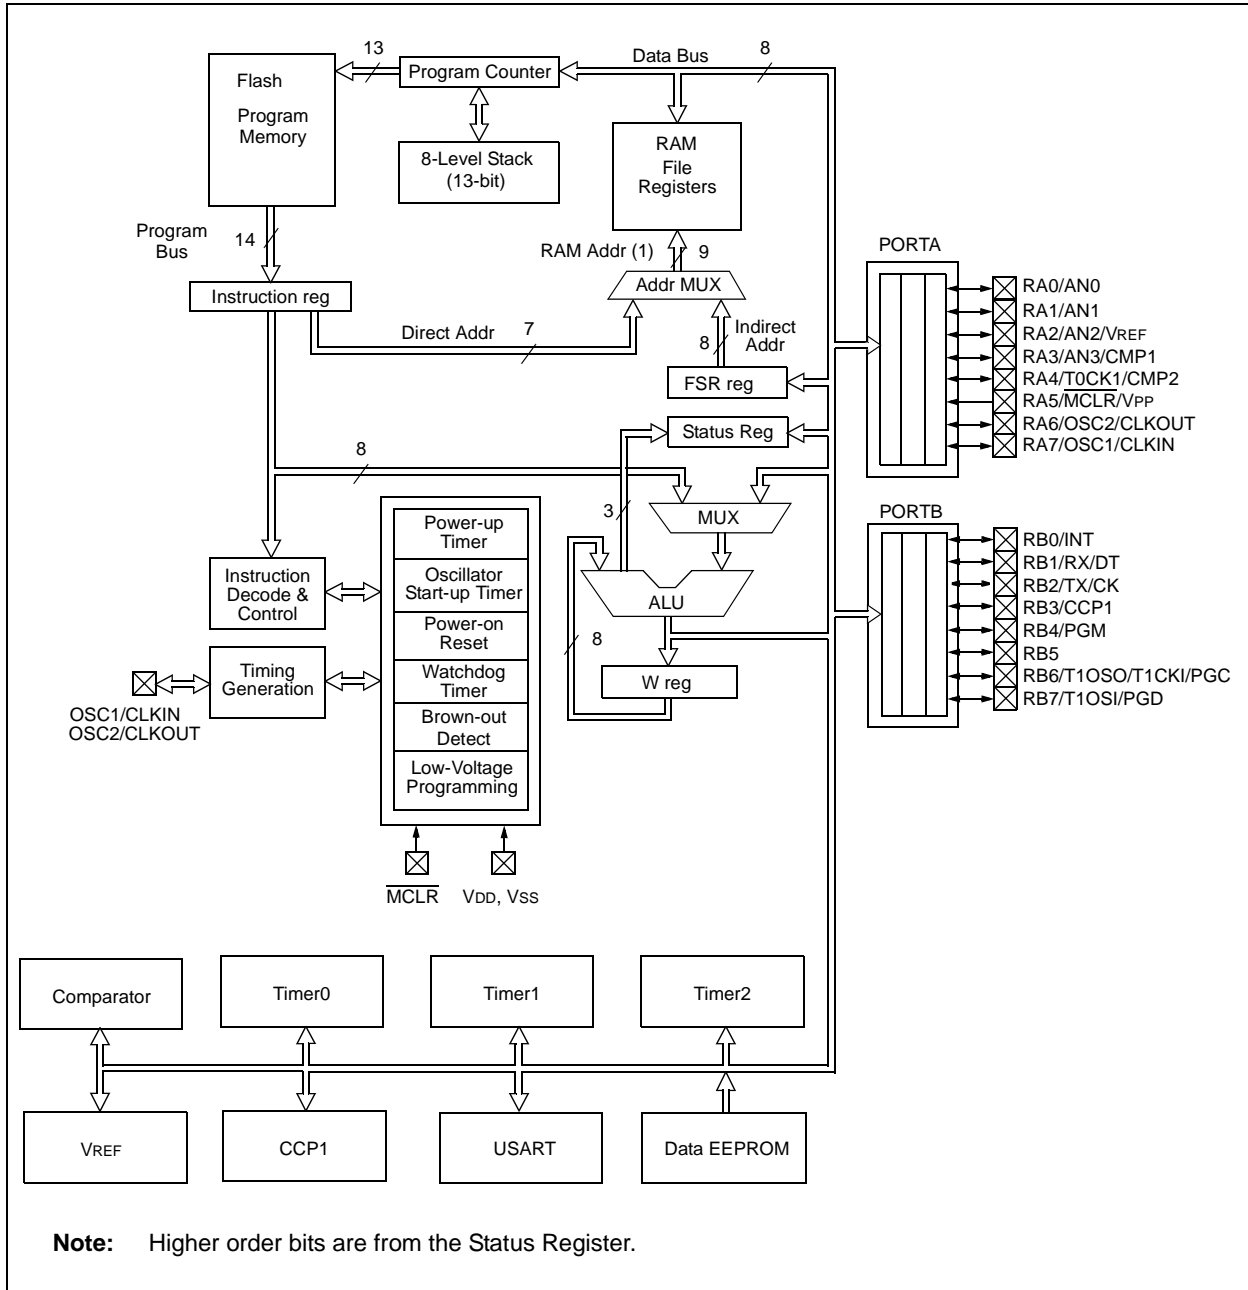 13
Data Bus
8
Flash
Program
Memory
Program Counter
8-Level Stack
(13-bit)
RAM
File
Registers
Program
Bus
14
RAM Addr (1)
9
Addr MUX
Instruction reg
Direct Addr
7
8
Indirect
Addr
FSR reg
Status Reg
8
3
MUX
ALU
8
W reg
Instruction
Decode &
Control
Timing
Generation
OSC1/CLKIN
OSC2/CLKOUT
Power-up
Timer
Oscillator
Start-up Timer
Power-on
Reset
Watchdog
Timer
Brown-out
Detect
Low-Voltage
Programming
MCLR
VDD, VSS
PORTA
RA0/AN0
RA1/AN1
RA2/AN2/VREF
RA3/AN3/CMP1
RA4/T0CK1/CMP2
RA5/MCLR/VPP
RA6/OSC2/CLKOUT
RA7/OSC1/CLKIN
PORTB
RB0/INT
RB1/RX/DT
RB2/TX/CK
RB3/CCP1
RB4/PGM
RB5
RB6/T1OSO/T1CKI/PGC
RB7/T1OSI/PGD
Comparator
Timer0
Timer1
Timer2
VREF
CCP1
USART
Data EEPROM
Note: Higher order bits are from the Status Register.